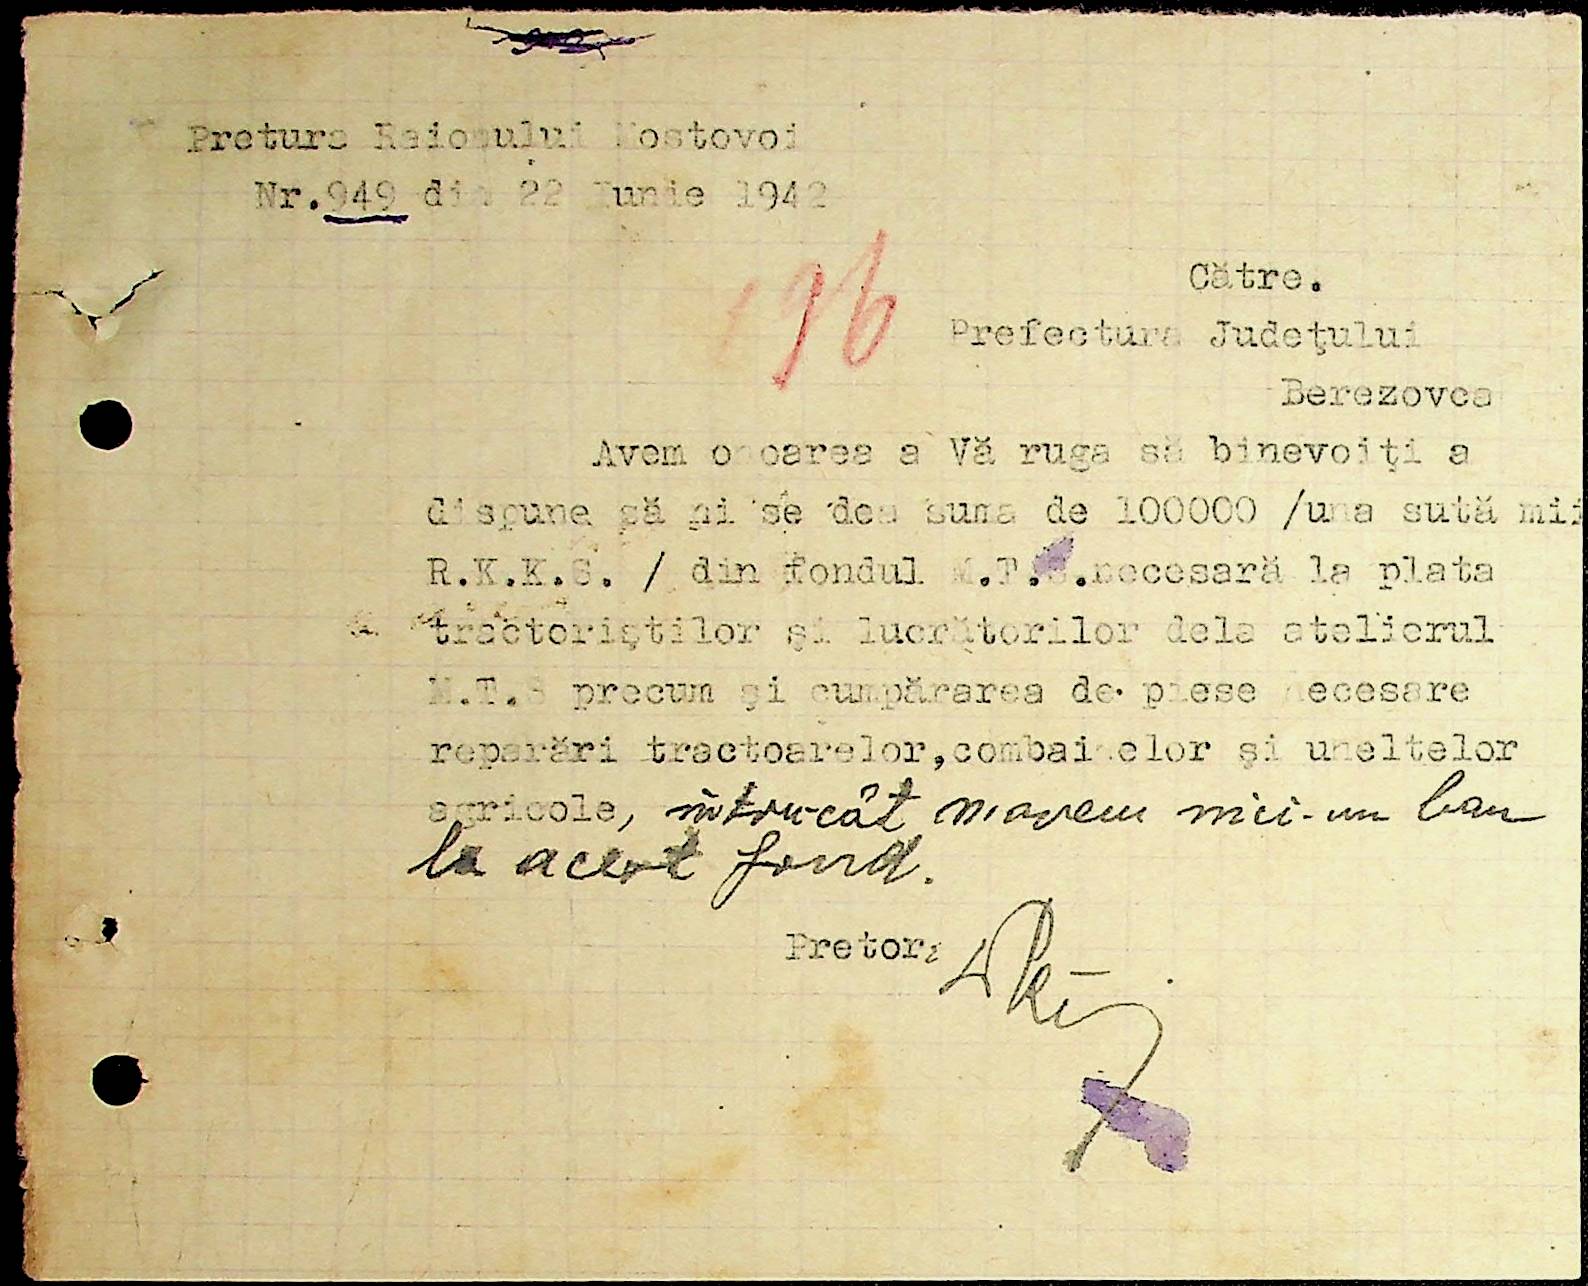 Pretura Raionului Mostovoi
Nr.949 din 22 Iunie 1942
196
Către.
Prefectura Judeţului
Berezovca
Avem onoarea a Vă ruga să binevoiţi a
dispune să ni se dea suma de 100000 /una sută mii
R.K.K.S. / din fondul M.T.S.necesară la plata
tractoriştilor şi lucrătorilor dela atelierul
M.T.S precum şi cumpărarea de piese necesare
reparări tractoarelor,combainelor şi uneltelor
agricole, întrucât n'avem nici-un ban
la acest fond.
Pretor: